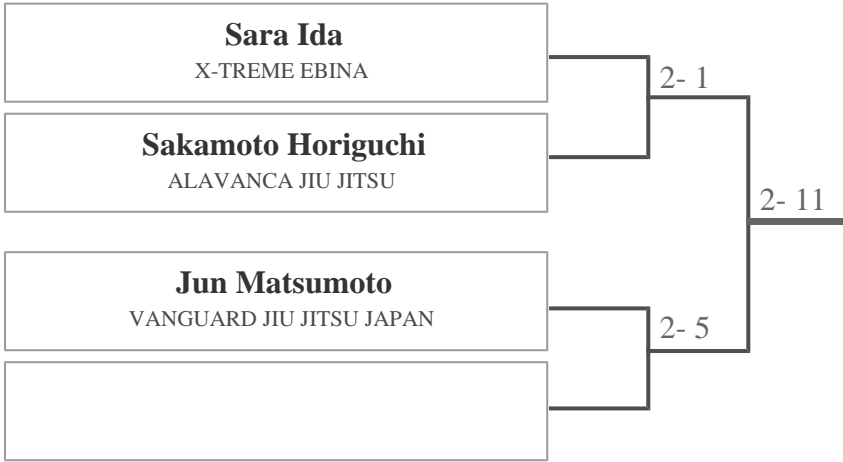 Sara Ida
X-TREME EBINA
2- 1
Sakamoto Horiguchi
ALAVANCA JIU JITSU
2- 11
Jun Matsumoto
VANGUARD JIU JITSU JAPAN
2- 5